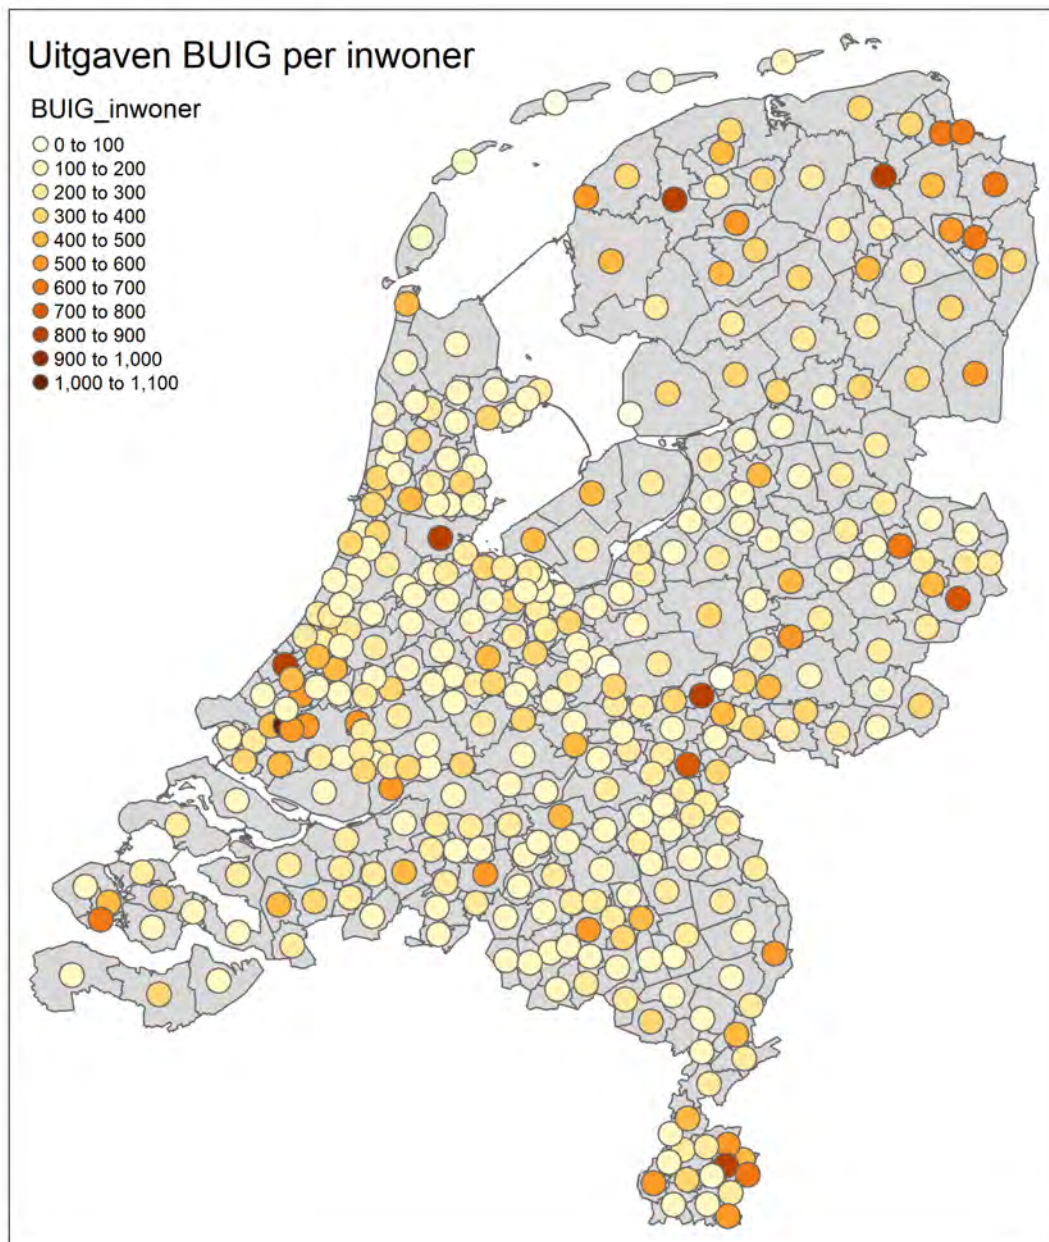 Uitgaven BUIG per inwoner
BUIG_inwoner
0 to 100
100 to 200
200 to 300
300 to 400
400 to 500
500 to 600
600 to 700
700 to 800
800 to 900
900 to 1,000
1,000 to 1,100